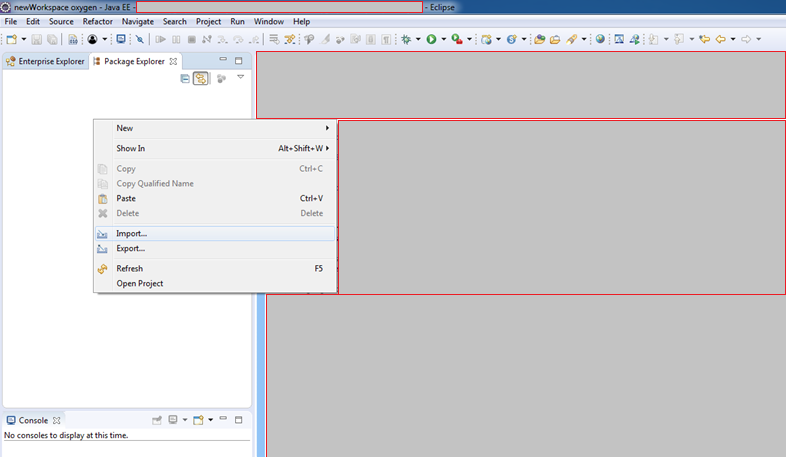 newWorkspace oxygen - Java EE - - Eclipse
File Edit Source Refactor Navigate Search Project Run Window Help
Enterprise Explorer Package Explorer
New
Show In Alt+Shift+W
Copy Ctrl+C
Copy Qualified Name
Paste Ctrl+V
Delete Delete
Import...
Export...
Refresh F5
Open Project
Console
No consoles to display at this time.